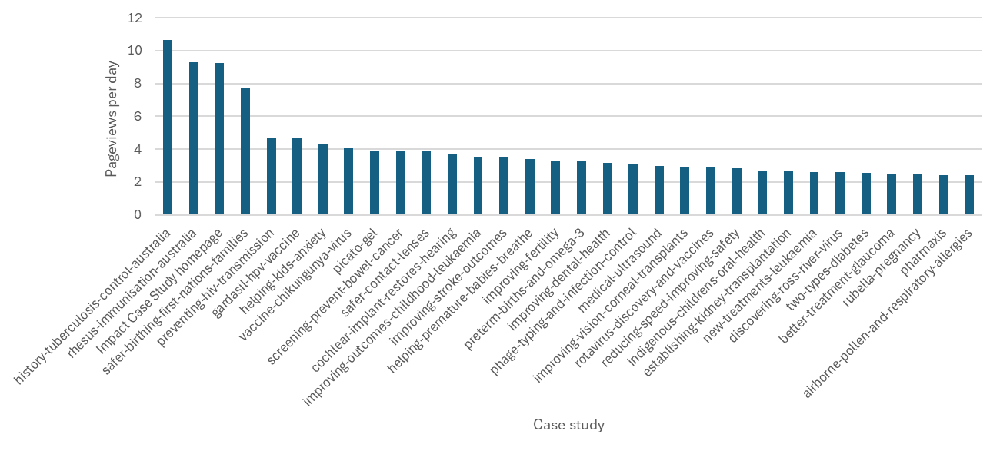 12
10
8
6
4
2
0
Pageviews per day
history-tuberculosis-control-australia
rhesus-immunisation-australia
Impact Case Study homepage
safer-birthing-first-nations-families
preventing-hiv-transmission
gardasil-hpv-vaccine
helping-kids-anxiety
vaccine-chikungunya-virus
picato-gel
screening-prevent-bowel-cancer
safer-contact-lenses
cochlear-implant-restores-hearing
improving-outcomes-childhood-leukaemia
improving-stroke-outcomes
helping-premature-babies-breathe
improving-fertility
preterm-births-and-omega-3
improving-dental-health
phage-typing-and-infection-control
medical-ultrasound
improving-vision-corneal-transplants
rotavirus-discovery-and-vaccines
reducing-speed-improving-safety
indigenous-childrens-oral-health
establishing-kidney-transplantation
new-treatments-leukaemia
discovering-ross-river-virus
two-types-diabetes
better-treatment-glaucoma
rubella-pregnancy
pharmaxis
airborne-pollen-and-respiratory-allergies
Case study